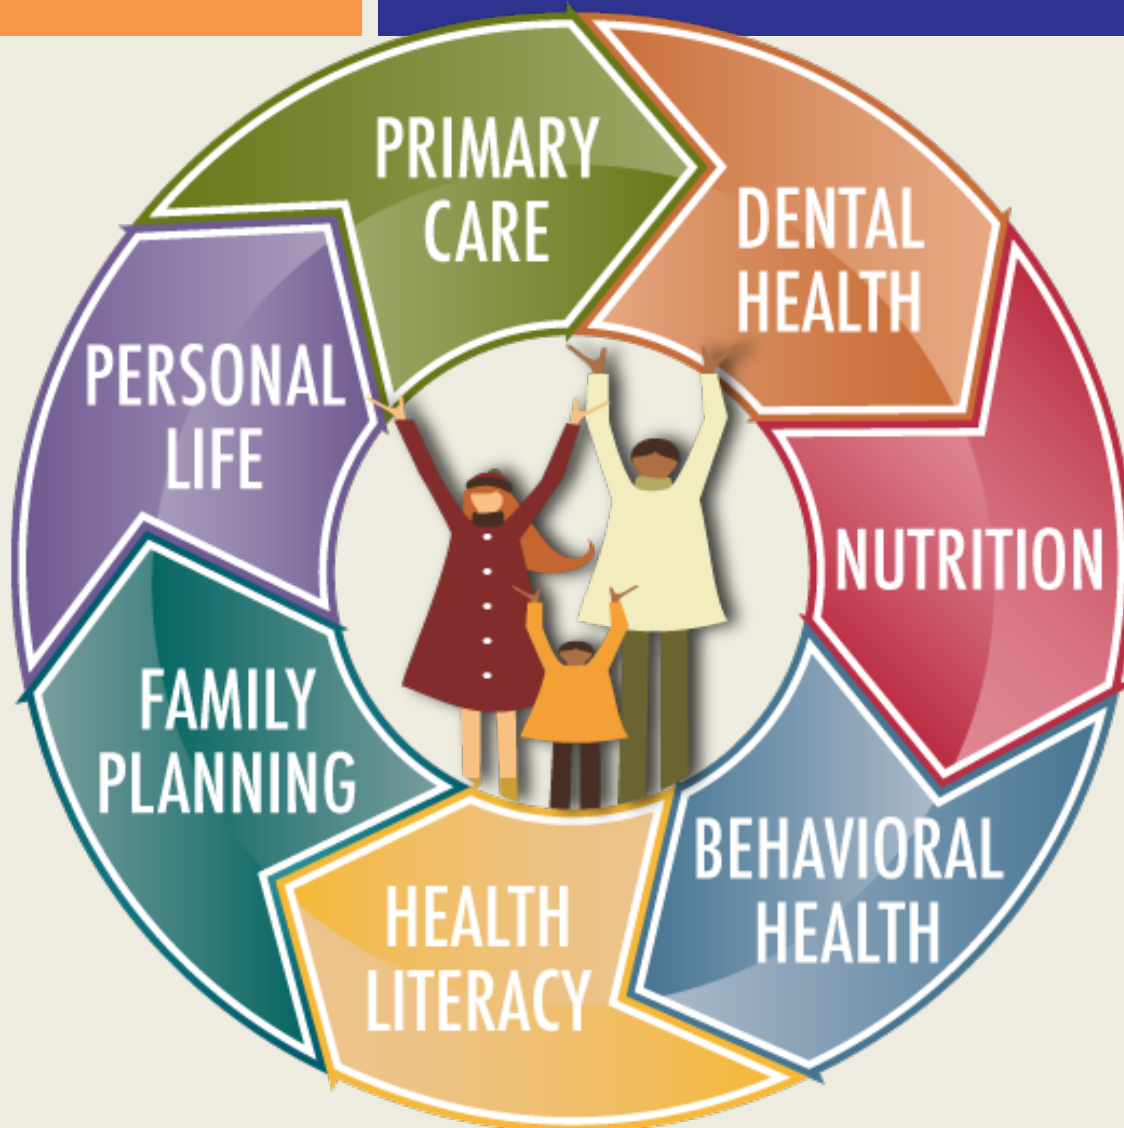 PRIMARY
CARE
DENTAL
HEALTH
NUTRITION
BEHAVIORAL
HEALTH
HEALTH
LITERACY
FAMILY
PLANNING
PERSONAL
LIFE